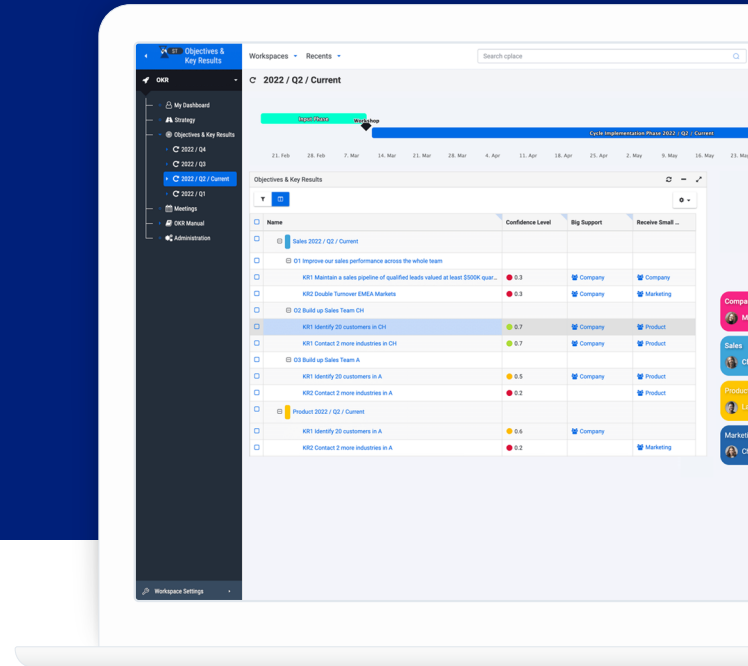 07 Objectives &
Key Results
Workspaces Recents Search cplace
OKR
2022 / Q2 / Current
My Dashboard
Strategy
Objectives & Key Results
2022 / Q4
2022 / Q3
2022 / Q2 / Current
2022 / Q1
Meetings
OKR Manual
Administration
Workspace Settings
Input Phase Workshop
Cycle Implementation Phase 2022 / Q2 / Current
21. Feb 28. Feb 7. Mar 14. Mar 21. Mar 28. Mar 4. Apr 11. Apr 18. Apr 25. Apr 2. May 9. May 16. May 23. May
Objectives & Key Results
Name Confidence Level Big Support Receive Small ...
Sales 2022 / Q2 / Current
O1 Improve our sales performance across the whole team
KR1 Maintain a sales pipeline of qualified leads valued at least $500K quar... 0.3 Company Company
KR2 Double Turnover EMEA Markets 0.3 Company Marketing
O2 Build up Sales Team CH
KR1 Identify 20 customers in CH 0.7 Company Product
KR1 Contact 2 more industries in CH 0.7 Company Product
O3 Build up Sales Team A
KR1 Identify 20 customers in A 0.5 Company Product
KR2 Contact 2 more industries in A 0.2 Product
Product 2022 / Q2 / Current
KR1 Identify 20 customers in A 0.6 Company
KR2 Contact 2 more industries in A 0.2 Marketing
Compa
M
Sales
Product
Marketi